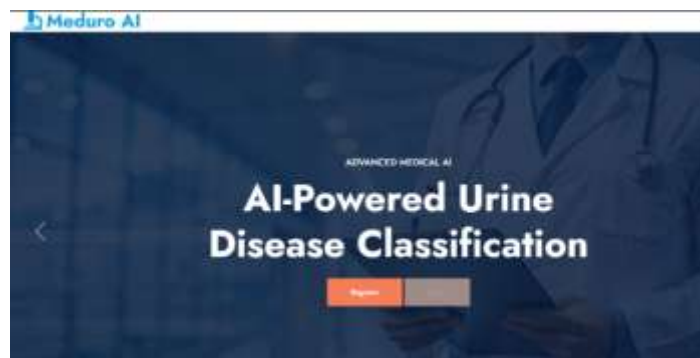 Meduro AI
ADVANCED MEDICAL AI
AI-Powered Urine
Disease Classification
Register